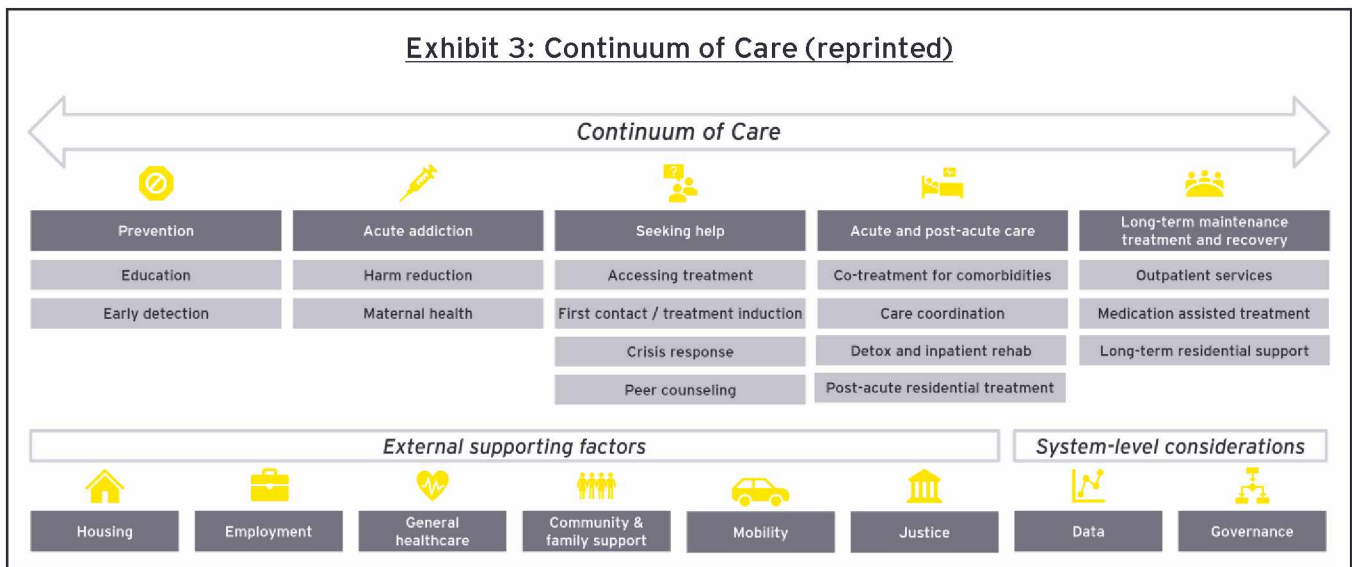 Exhibit 3: Continuum of Care (reprinted)
Continuum of Care
?
Prevention
Education
Early detection
Acute addiction
Harm reduction
Maternal health
Seeking help
Accessing treatment
First contact / treatment induction
Crisis response
Peer counseling
Acute and post-acute care
Co-treatment for comorbidities
Care coordination
Detox and inpatient rehab
Post-acute residential treatment
Long-term maintenance
treatment and recovery
Outpatient services
Medication assisted treatment
Long-term residential support
External supporting factors
Housing
Employment
General
healthcare
Community &
family support
Mobility
Justice
System-level considerations
Data
Governance